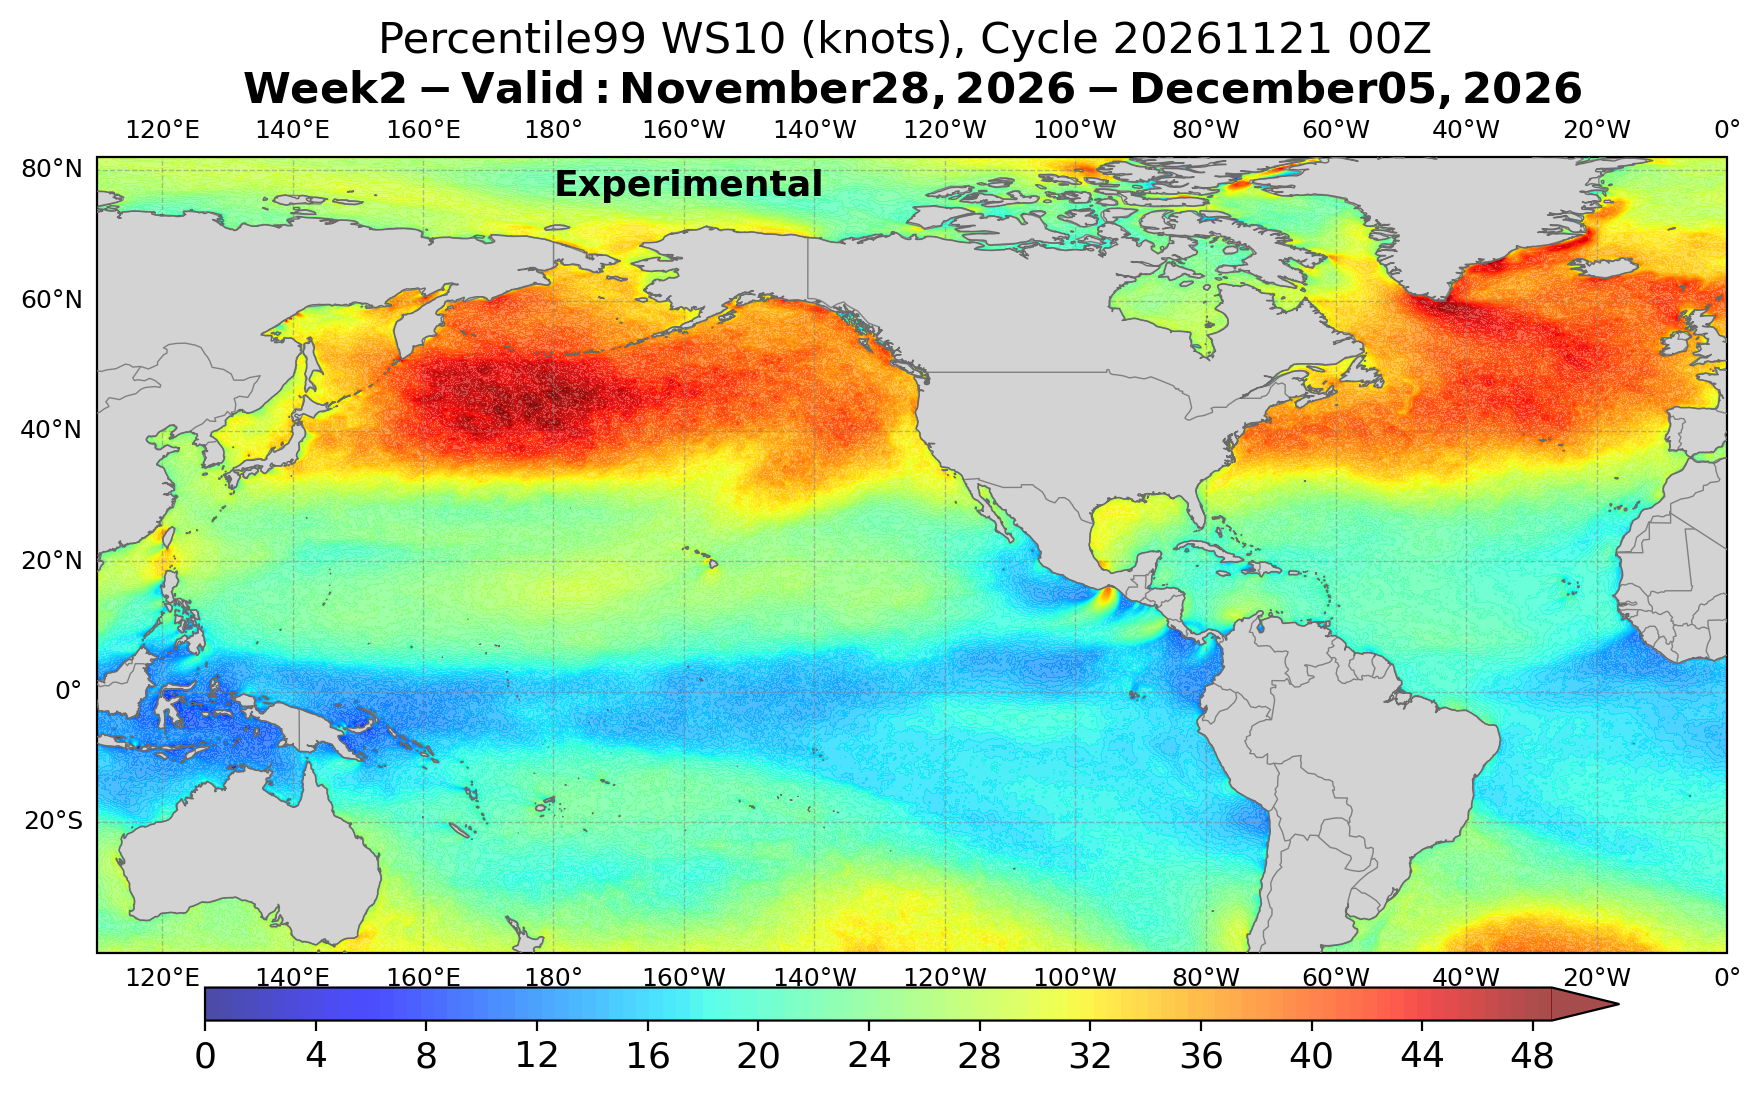 Percentile99 WS10 (knots), Cycle 20261121 00Z
Week2 − Valid : November28, 2026 − December05, 2026
120°E 140°E 160°E 180° 160°W 140°W 120°W 100°W 80°W 60°W 40°W 20°W 0°
80°N
Experimental
60°N
40°N
20°N
0°
20°S
120°E 140°E 160°E 180° 160°W 140°W 120°W 100°W 80°W 60°W 40°W 20°W 0°
0 4 8 12 16 20 24 28 32 36 40 44 48